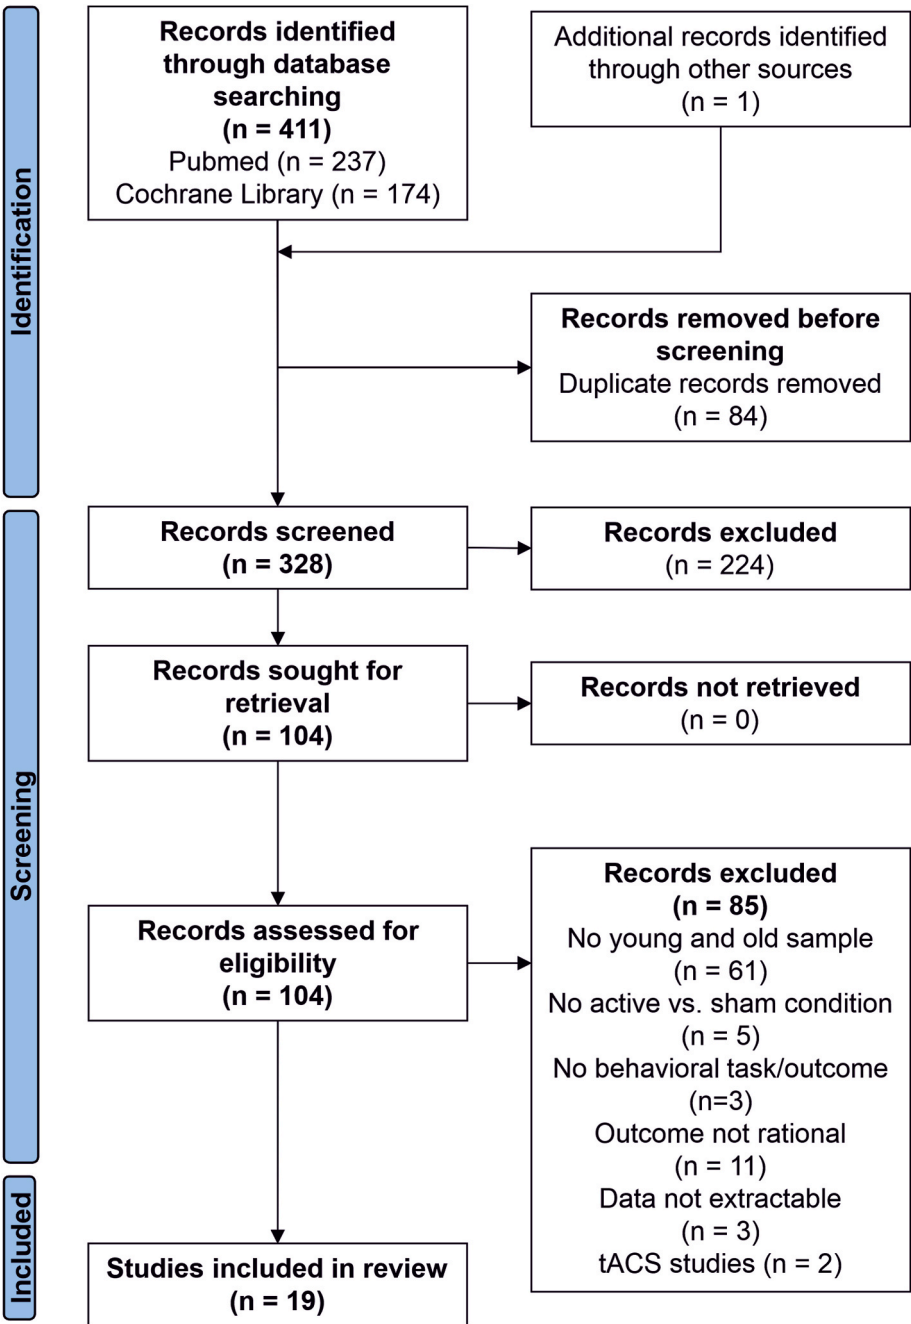 Identification
Records identified
through database
searching
(n = 411)
Pubmed (n = 237)
Cochrane Library (n = 174)
Additional records identified
through other sources
(n = 1)
Records removed before
screening
Duplicate records removed
(n = 84)
Screening
Records screened
(n = 328)
Records excluded
(n = 224)
Records sought for
retrieval
(n = 104)
Records not retrieved
(n = 0)
Records assessed for
eligibility
(n = 104)
Records excluded
(n = 85)
No young and old sample
(n = 61)
No active vs. sham condition
(n = 5)
No behavioral task/outcome
(n=3)
Outcome not rational
(n = 11)
Data not extractable
(n = 3)
tACS studies (n = 2)
Included
Studies included in review
(n = 19)